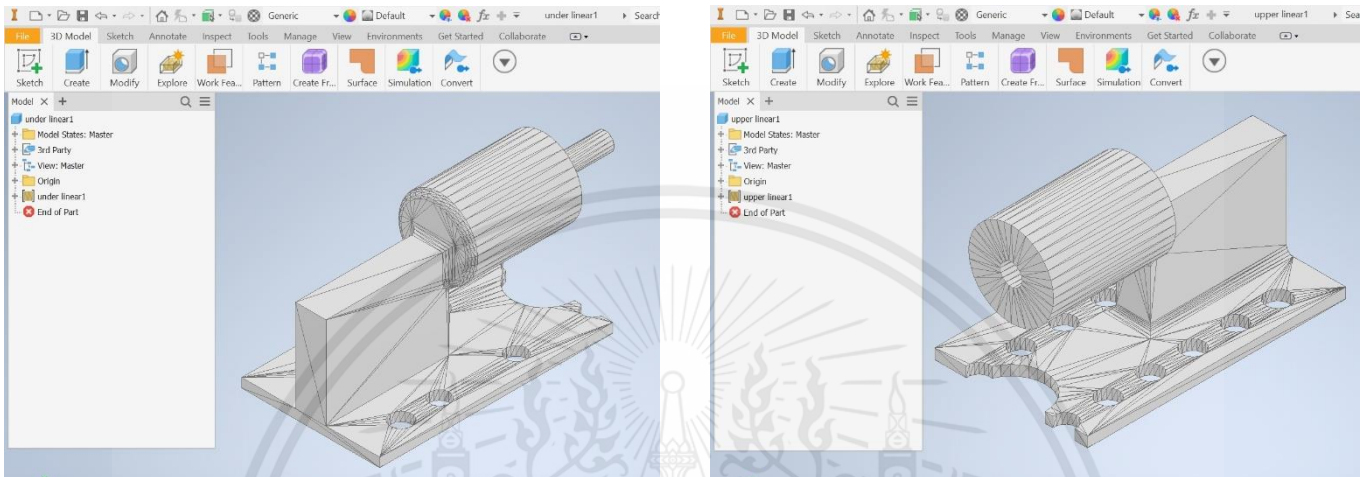 Generic Default fx under linear1 Search
File 3D Model Sketch Annotate Inspect Tools Manage View Environments Get Started Collaborate
Sketch Create Modify Explore Work Fea... Pattern Create Fr... Surface Simulation Convert
Model
under linear1
Model States: Master
3rd Party
View: Master
Origin
under linear1
End of Part
Generic Default fx upper linear1 Sea
File 3D Model Sketch Annotate Inspect Tools Manage View Environments Get Started Collaborate
Sketch Create Modify Explore Work Fea... Pattern Create Fr... Surface Simulation Convert
Model
upper linear1
Model States: Master
3rd Party
View: Master
Origin
upper linear1
End of Part